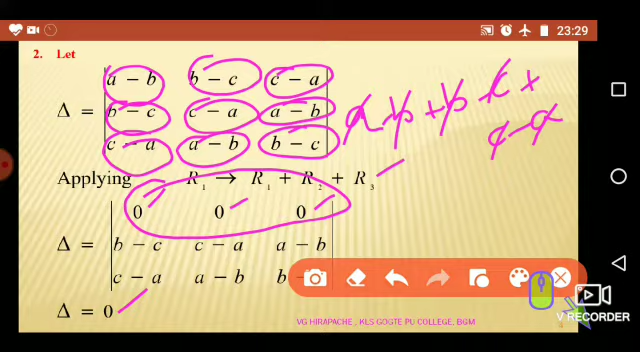 23:29
2. Let
a - b b - c c - a
Δ = b - c c - a a - b
c - a a - b b - c
a - b + b - c +
c - a
Applying R₁ → R₁ + R₂ + R₃
0 0 0
Δ = b - c c - a a - b
c - a a - b b -
Δ = 0
VG HIRAPACHE , KLS GOGTE PU COLLEGE, BGM
V RECORDER